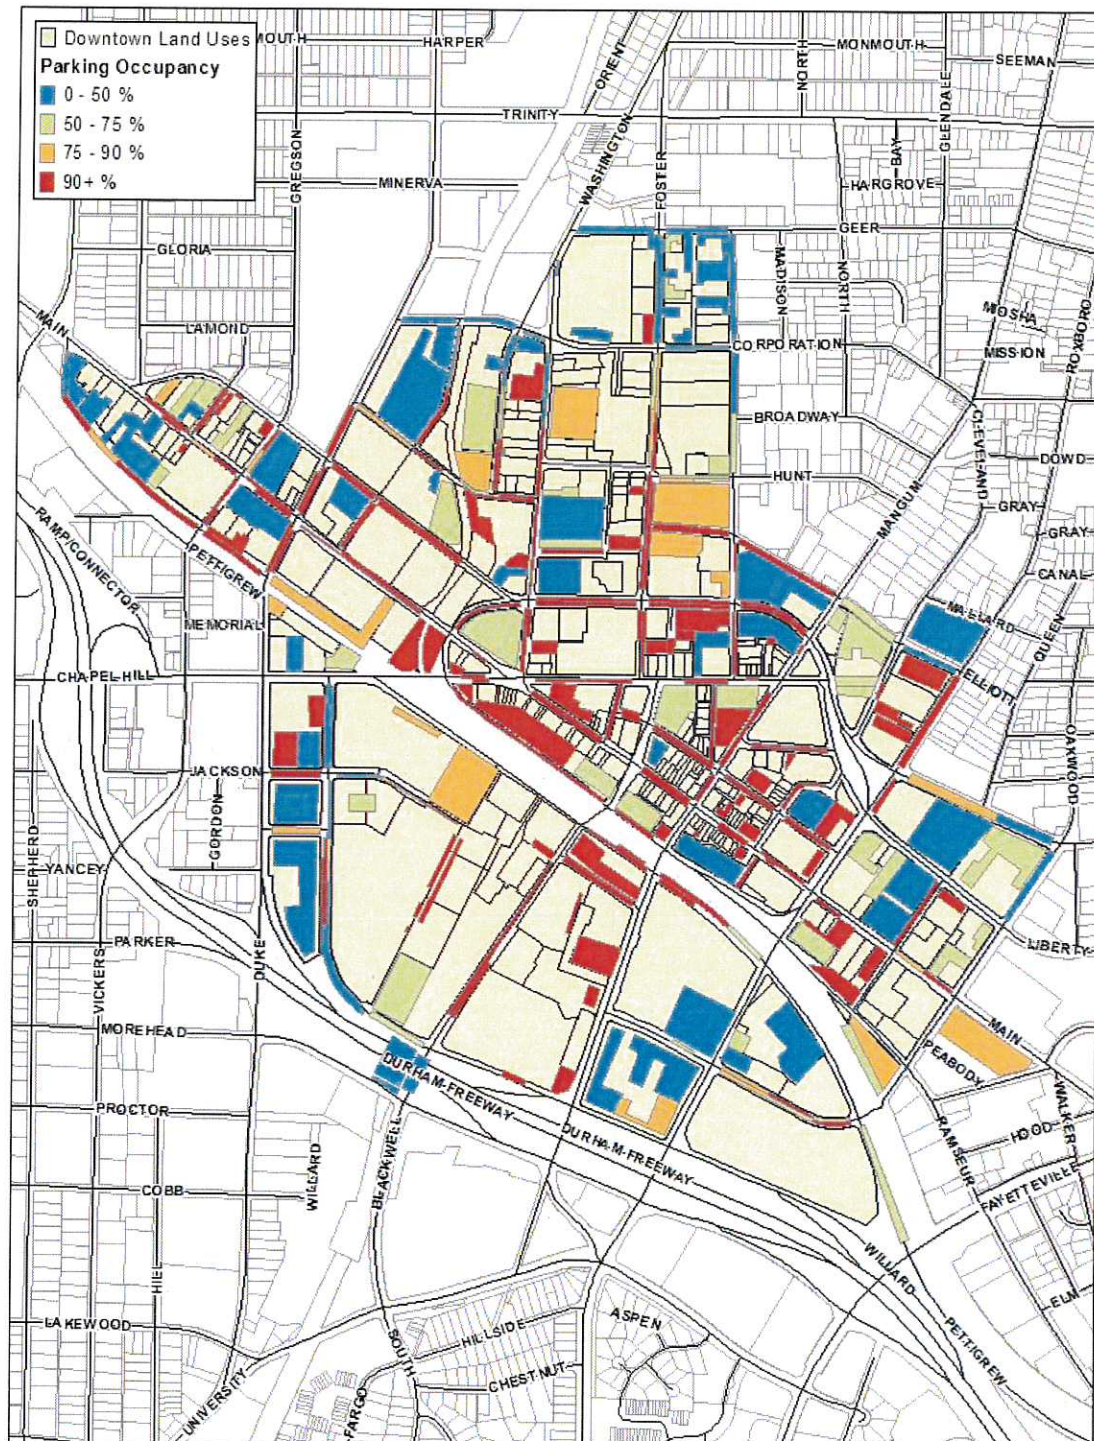 Downtown Land Uses
Parking Occupancy
0 - 50 %
50 - 75 %
75 - 90 %
90+ %
MOUTH
HARPER
ORIENT
NORTH
MONMOUTH
SEEMAN
GLENDALE
TRINITY
WASHINGTON
GREGSON
FOSTER
BAY
MINERVA
HARGROVE
GLORIA
GEER
MADISON
NORTH
MIOSHA
ROXBORO
MAIN
LAMOND
CORPORATION
MISSION
BROADWAY
CLEVELAND
DOWD
HUNT
MANGUM
GRAY
GRAY
RAMP/CONNECTOR
PETTIGREW
CANAL
MALLARD
QUEEN
MEMORIAL
ELLIOTT
CHAPEL HILL
OAKWOOD
JACKSON
GORDON
SHEPHERD
YANCEY
PARKER
DUKE
LIBERTY
VICKERS
MOREHEAD
MAIN
PEABODY
DURHAM-FREEWAY
WALKER
PROCTOR
DURHAM-FREEWAY
HOOD
RAMSEUR
BLACKWELL
WILLARD
COBB
FAYETTEVILLE
HILL
WILLARD
ELM
LAKEWOOD
HILLSIDE
ASPEN
PETTIGREW
SOUTH
CHESTNUT
UNIVERSITY
FARGO